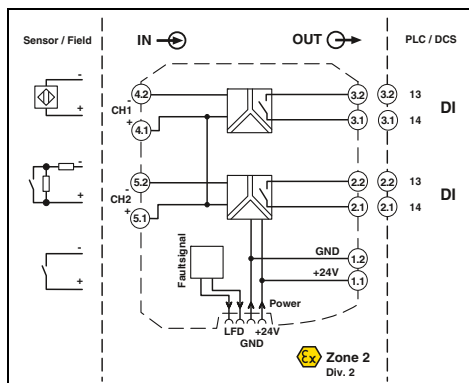 Sensor / Field
IN
OUT
PLC / DCS
-
+
4.2
-
CH1
+
4.1
3.2
3.2
13
3.1
3.1
14
DI
-
+
5.2
-
CH2
+
5.1
2.2
2.2
13
2.1
2.1
14
DI
-
+
Faultsignal
GND
1.2
+24V
1.1
Power
LFD
+24V
GND
Ex
Zone 2
Div. 2